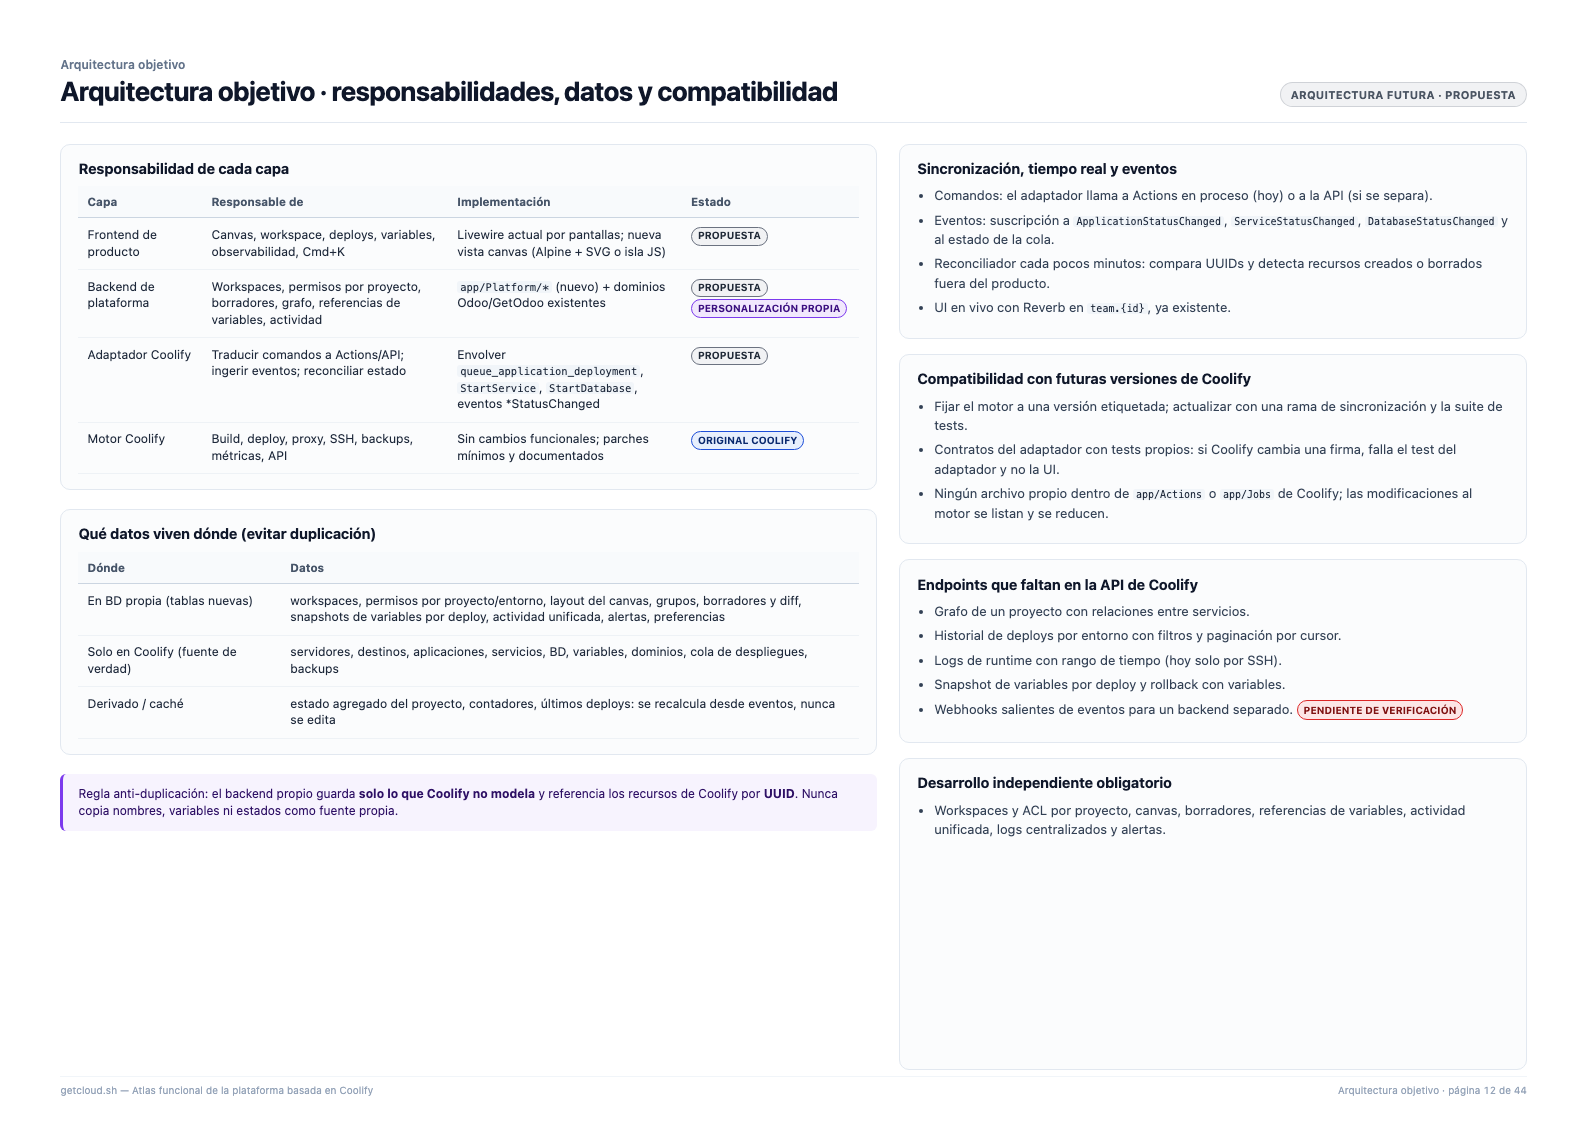 Arquitectura objetivo
Arquitectura objetivo · responsabilidades, datos y compatibilidad
ARQUITECTURA FUTURA · PROPUESTA
Responsabilidad de cada capa
Capa Responsable de Implementación Estado
Frontend de producto Canvas, workspace, deploys, variables, observabilidad, Cmd+K Livewire actual por pantallas; nueva vista canvas (Alpine + SVG o isla JS) PROPUESTA
Backend de plataforma Workspaces, permisos por proyecto, borradores, grafo, referencias de variables, actividad app/Platform/* (nuevo) + dominios Odoo/GetOdoo existentes PROPUESTA PERSONALIZACIÓN PROPIA
Adaptador Coolify Traducir comandos a Actions/API; ingerir eventos; reconciliar estado Envolver queue_application_deployment, StartService, StartDatabase, eventos *StatusChanged PROPUESTA
Motor Coolify Build, deploy, proxy, SSH, backups, métricas, API Sin cambios funcionales; parches mínimos y documentados ORIGINAL COOLIFY
Qué datos viven dónde (evitar duplicación)
Dónde Datos
En BD propia (tablas nuevas) workspaces, permisos por proyecto/entorno, layout del canvas, grupos, borradores y diff, snapshots de variables por deploy, actividad unificada, alertas, preferencias
Solo en Coolify (fuente de verdad) servidores, destinos, aplicaciones, servicios, BD, variables, dominios, cola de despliegues, backups
Derivado / caché estado agregado del proyecto, contadores, últimos deploys: se recalcula desde eventos, nunca se edita
Regla anti-duplicación: el backend propio guarda solo lo que Coolify no modela y referencia los recursos de Coolify por UUID. Nunca
copia nombres, variables ni estados como fuente propia.
Sincronización, tiempo real y eventos
• Comandos: el adaptador llama a Actions en proceso (hoy) o a la API (si se separa).
• Eventos: suscripción a ApplicationStatusChanged, ServiceStatusChanged, DatabaseStatusChanged y
al estado de la cola.
• Reconciliador cada pocos minutos: compara UUIDs y detecta recursos creados o borrados
fuera del producto.
• UI en vivo con Reverb en team.{id}, ya existente.
Compatibilidad con futuras versiones de Coolify
• Fijar el motor a una versión etiquetada; actualizar con una rama de sincronización y la suite de
tests.
• Contratos del adaptador con tests propios: si Coolify cambia una firma, falla el test del
adaptador y no la UI.
• Ningún archivo propio dentro de app/Actions o app/Jobs de Coolify; las modificaciones al
motor se listan y se reducen.
Endpoints que faltan en la API de Coolify
• Grafo de un proyecto con relaciones entre servicios.
• Historial de deploys por entorno con filtros y paginación por cursor.
• Logs de runtime con rango de tiempo (hoy solo por SSH).
• Snapshot de variables por deploy y rollback con variables.
• Webhooks salientes de eventos para un backend separado. PENDIENTE DE VERIFICACIÓN
Desarrollo independiente obligatorio
• Workspaces y ACL por proyecto, canvas, borradores, referencias de variables, actividad
unificada, logs centralizados y alertas.
getcloud.sh — Atlas funcional de la plataforma basada en Coolify
Arquitectura objetivo · página 12 de 44